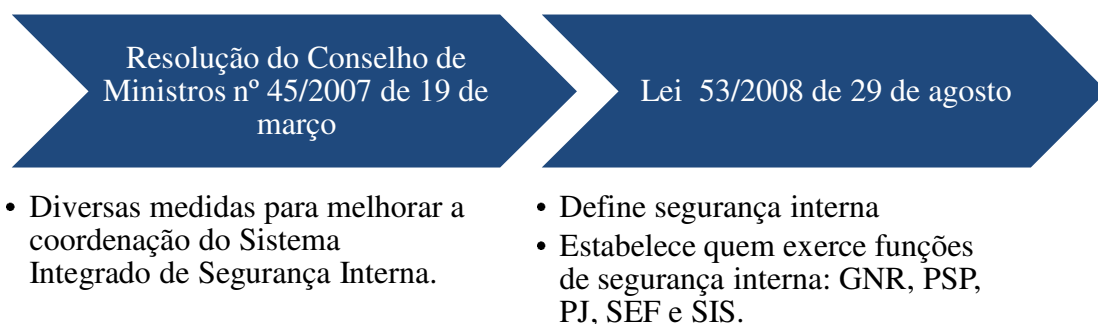 Resolução do Conselho de
Ministros nº 45/2007 de 19 de
março
Lei 53/2008 de 29 de agosto
• Diversas medidas para melhorar a
coordenação do Sistema
Integrado de Segurança Interna.
• Define segurança interna
• Estabelece quem exerce funções
de segurança interna: GNR, PSP,
PJ, SEF e SIS.